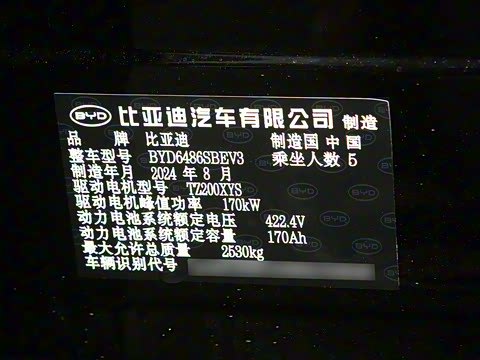 BYD 比亚迪汽车有限公司 制造
品 牌 比亚迪 制造国 中国
整车型号 BYD6486SBEV3 乘坐人数 5
制造年月 2024 年 8 月
驱动电机型号 TZ200XYS
驱动电机峰值功率 170kW
动力电池系统额定电压 422.4V
动力电池系统额定容量 170Ah
最大允许总质量 2530kg
车辆识别代号